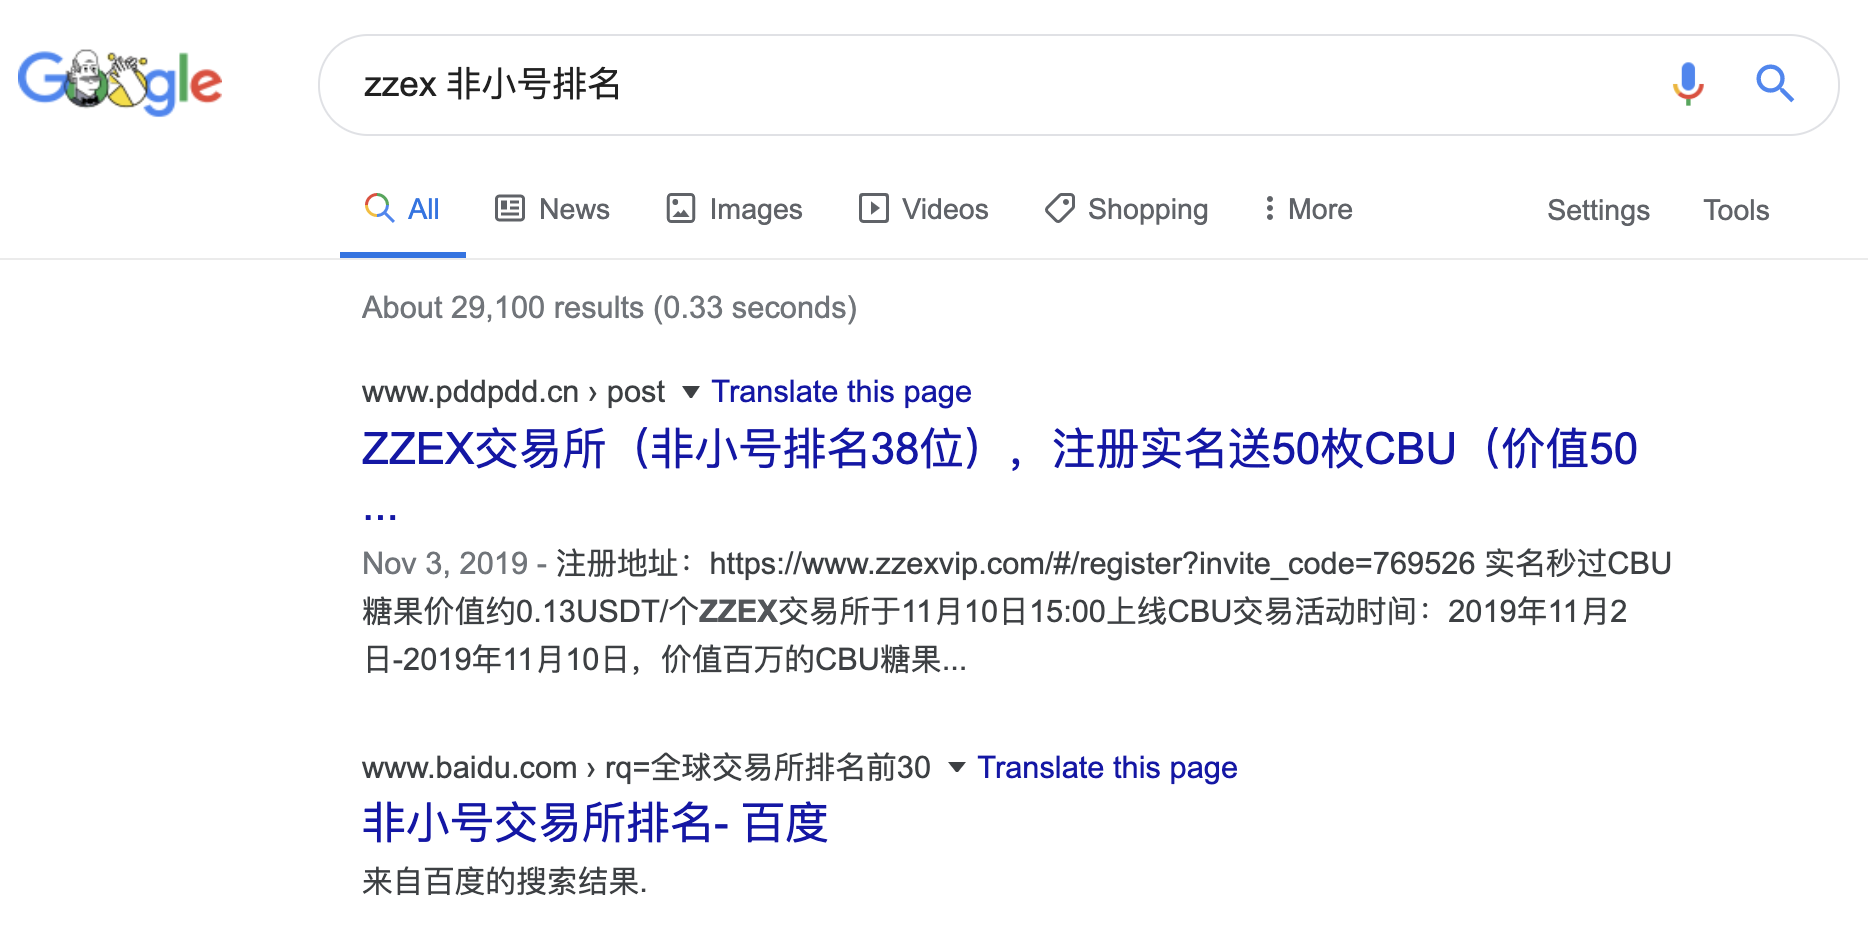 Google
zzex 非小号排名
All News Images Videos Shopping More Settings Tools
About 29,100 results (0.33 seconds)
www.pddpdd.cn › post ▼ Translate this page
ZZEX交易所（非小号排名38位），注册实名送50枚CBU（价值50
...
Nov 3, 2019 - 注册地址：https://www.zzexvip.com/#/register?invite_code=769526 实名秒过CBU
糖果价值约0.13USDT/个ZZEX交易所于11月10日15:00上线CBU交易活动时间：2019年11月2
日-2019年11月10日，价值百万的CBU糖果...
www.baidu.com › rq=全球交易所排名前30 ▼ Translate this page
非小号交易所排名- 百度
来自百度的搜索结果.